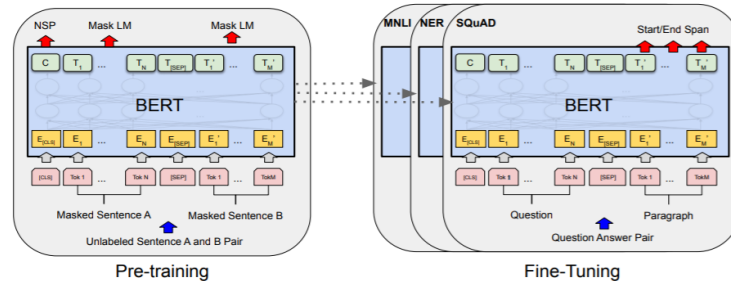 NSP Mask LM Mask LM
C T1 ... TN T[SEP] T1' ... TM'
BERT
E[CLS] E1 ... EN E[SEP] E1' ... EM'
[CLS] Tok 1 ... Tok N [SEP] Tok 1 ... TokM
Masked Sentence A Masked Sentence B
Unlabeled Sentence A and B Pair
Pre-training
MNLI NER SQuAD
Start/End Span
C T1 ... TN T[SEP] T1' ... TM'
BERT
E[CLS] E1 ... EN E[SEP] E1' ... EM'
[CLS] Tok 1 ... Tok N [SEP] Tok 1 ... TokM
Question Paragraph
Question Answer Pair
Fine-Tuning